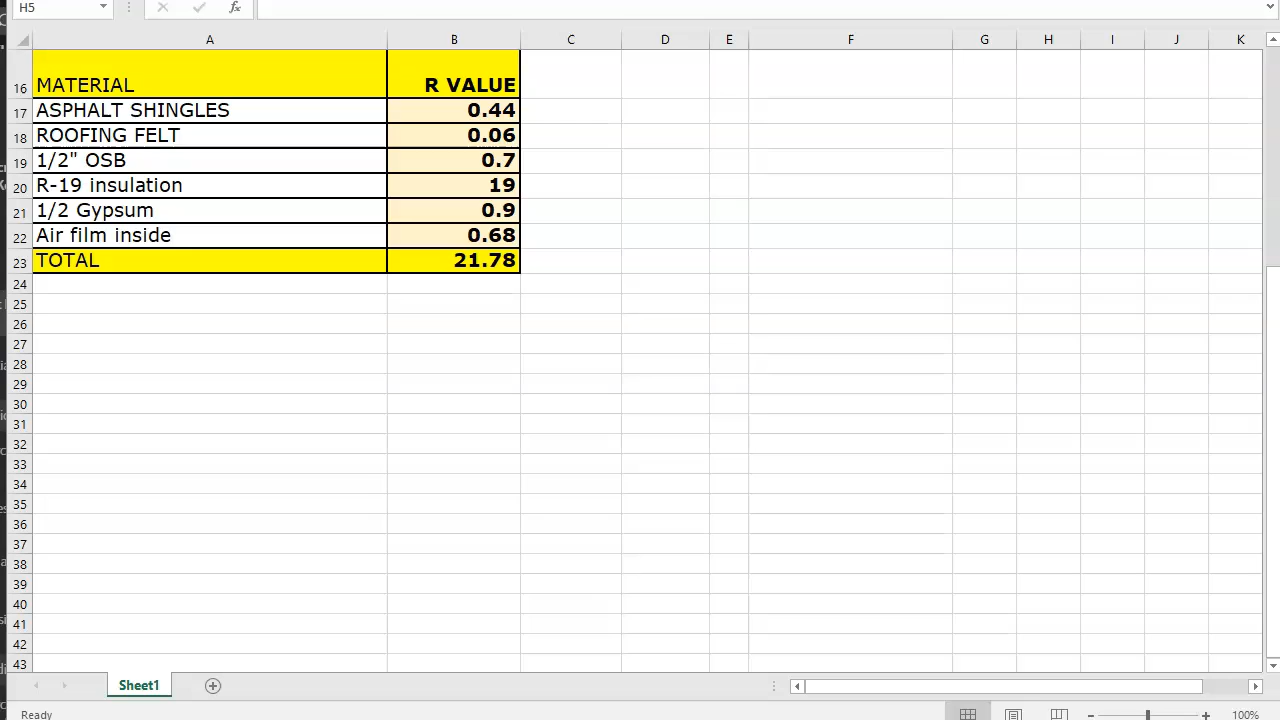 H5 fx
A B C D E F G H I J K
16 MATERIAL R VALUE
17 ASPHALT SHINGLES 0.44
18 ROOFING FELT 0.06
19 1/2" OSB 0.7
20 R-19 insulation 19
21 1/2 Gypsum 0.9
22 Air film inside 0.68
23 TOTAL 21.78
24
25
26
27
28
29
30
31
32
33
34
35
36
37
38
39
40
41
42
43
Sheet1
Ready 100%